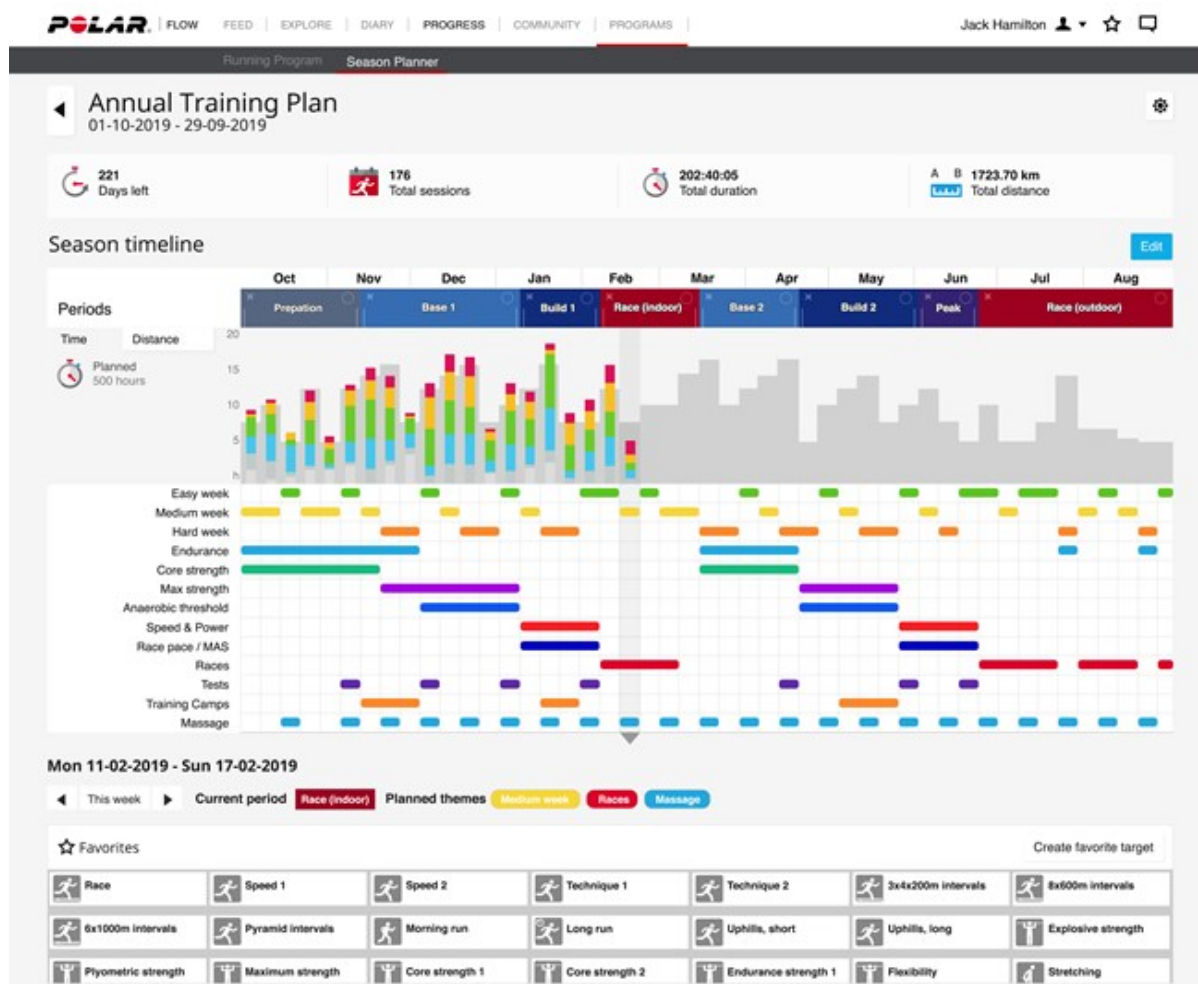 POLAR. FLOW FEED EXPLORE DIARY PROGRESS COMMUNITY PROGRAMS Jack Hamilton
Running Program Season Planner
Annual Training Plan
01-10-2019 - 29-09-2019
221 176 202:40:05 A B 1723.70 km
Days left Total sessions Total duration Total distance
Season timeline Edit
Oct Nov Dec Jan Feb Mar Apr May Jun Jul Aug
Periods Prepation Base 1 Build 1 Race (indoor) Base 2 Build 2 Peak Race (outdoor)
Time Distance
Planned
500 hours
20
15
10
5
h
Easy week
Medium week
Hard week
Endurance
Core strength
Max strength
Anaerobic threshold
Speed & Power
Race pace / MAS
Races
Tests
Training Camps
Massage
Mon 11-02-2019 - Sun 17-02-2019
This week Current period Race (indoor) Planned themes Medium week Races Massage
Favorites Create favorite target
Race Speed 1 Speed 2 Technique 1 Technique 2 3x4x200m intervals 8x600m intervals
6x1000m intervals Pyramid intervals Morning run Long run Uphills, short Uphills, long Explosive strength
Plyometric strength Maximum strength Core strength 1 Core strength 2 Endurance strength 1 Flexibility Stretching